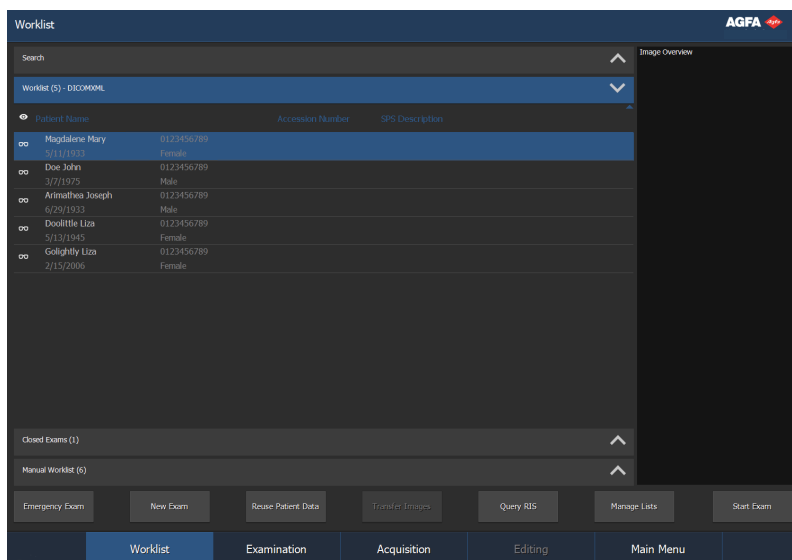 Worklist
AGFA
Search
Image Overview
Worklist (5) - DICOMXML
Patient Name Accession Number SPS Description
Magdalene Mary 0123456789
5/11/1933 Female
Doe John 0123456789
3/7/1975 Male
Arimathea Joseph 0123456789
6/29/1933 Male
Doolittle Liza 0123456789
5/13/1945 Female
Golightly Liza 0123456789
2/15/2006 Female
Closed Exams (1)
Manual Worklist (6)
Emergency Exam New Exam Reuse Patient Data Transfer Images Query RIS Manage Lists Start Exam
Worklist Examination Acquisition Editing Main Menu